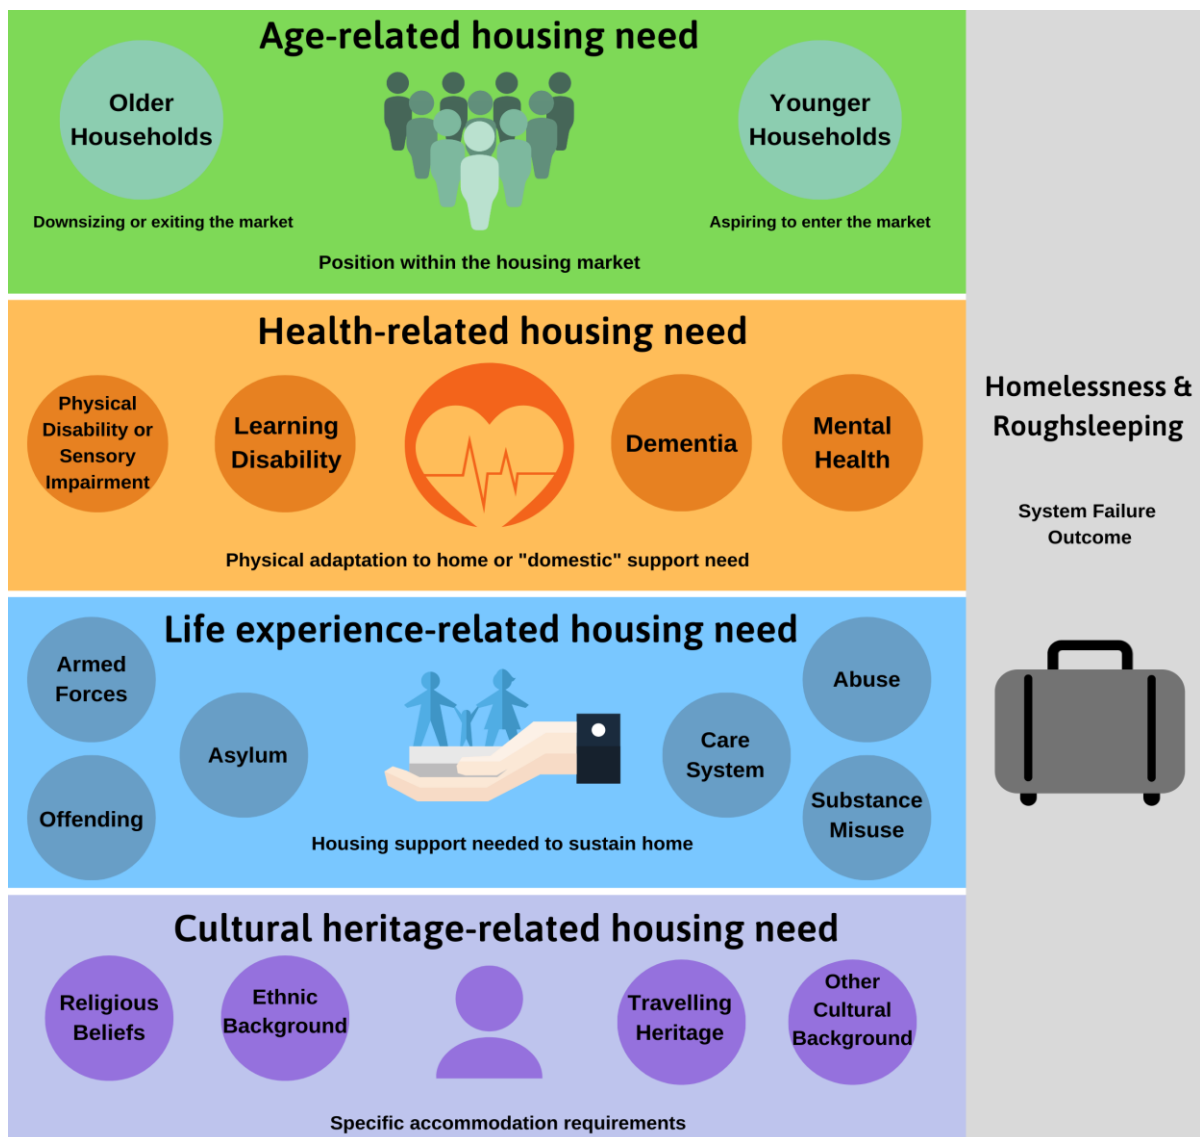 Age-related housing need
Older
Households
Younger
Households
Downsizing or exiting the market
Aspiring to enter the market
Position within the housing market
Health-related housing need
Physical
Disability or
Sensory
Impairment
Learning
Disability
Dementia
Mental
Health
Physical adaptation to home or "domestic" support need
Life experience-related housing need
Armed
Forces
Offending
Asylum
Care
System
Abuse
Substance
Misuse
Housing support needed to sustain home
Cultural heritage-related housing need
Religious
Beliefs
Ethnic
Background
Travelling
Heritage
Other
Cultural
Background
Specific accommodation requirements
Homelessness &
Roughsleeping
System Failure
Outcome